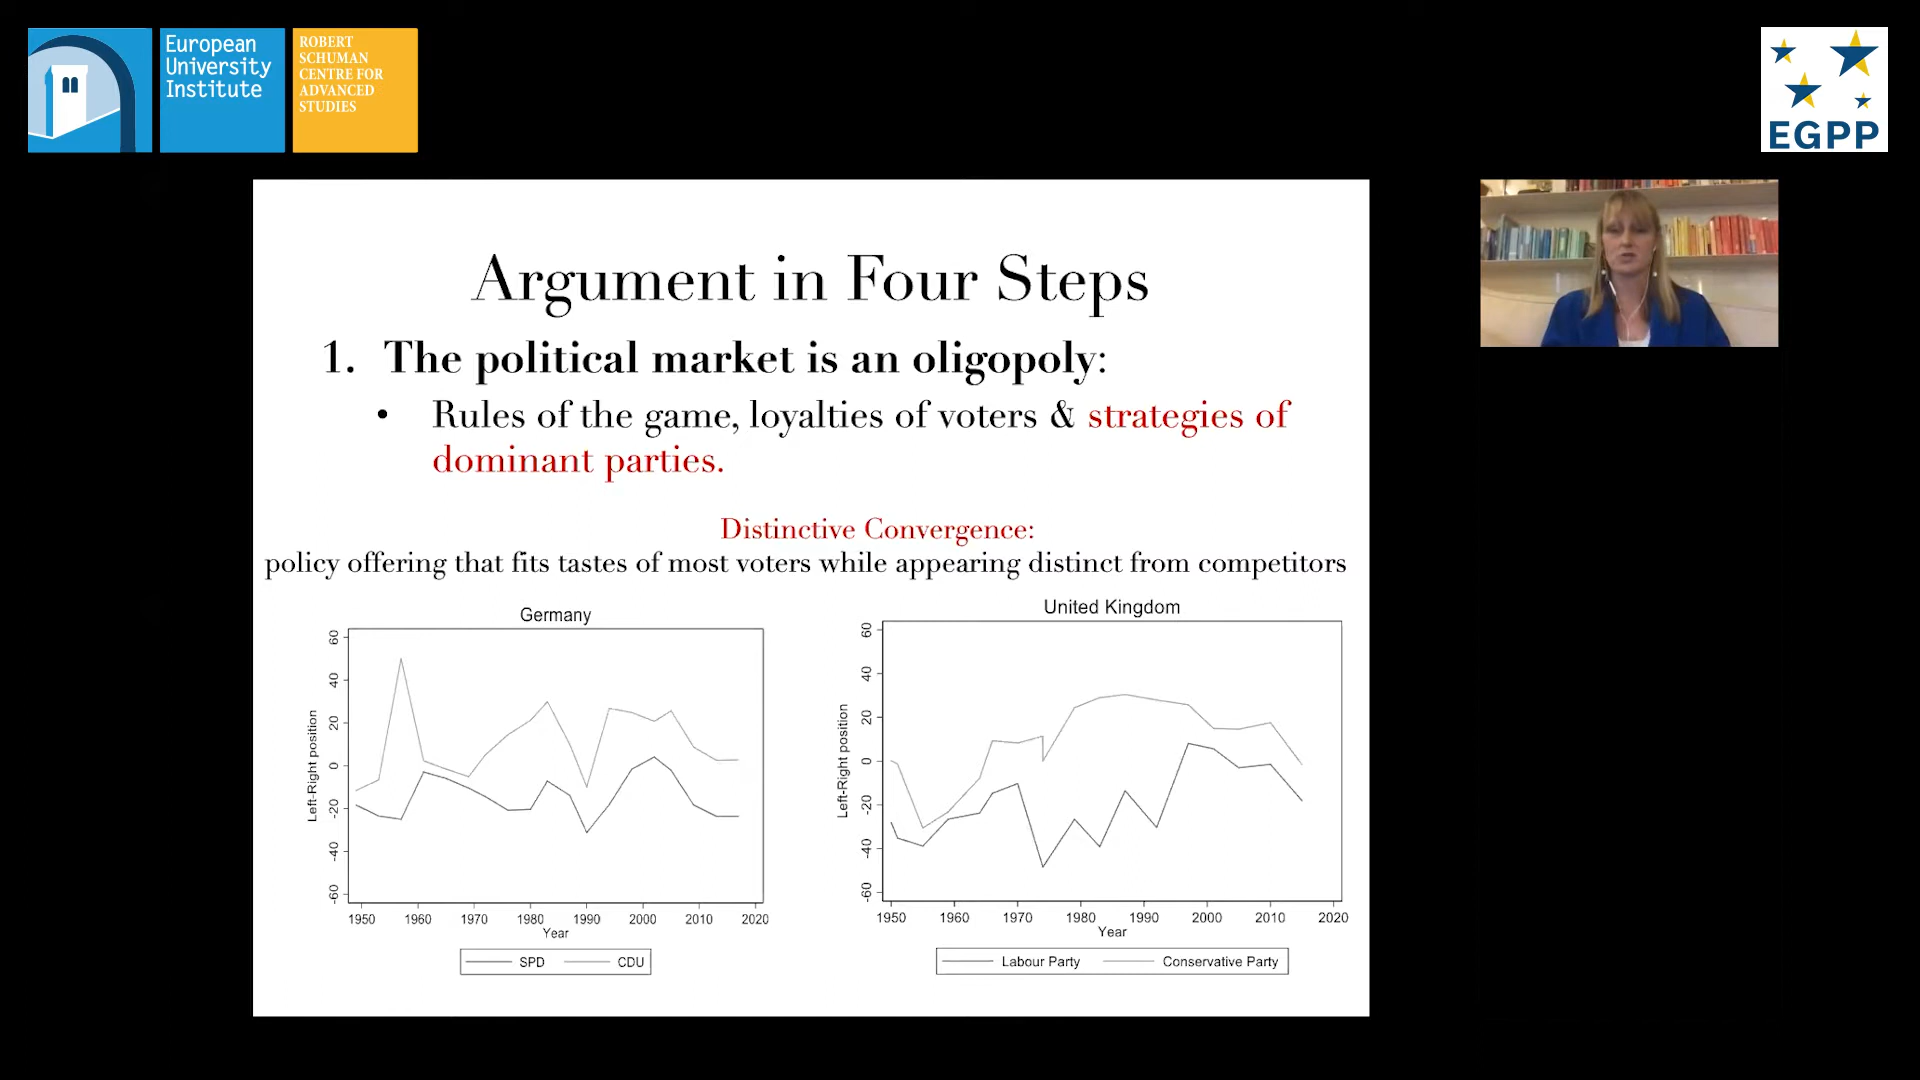 European
University
Institute
ROBERT
SCHUMAN
CENTRE FOR
ADVANCED
STUDIES
EGPP
Argument in Four Steps
1. The political market is an oligopoly:
• Rules of the game, loyalties of voters & strategies of
dominant parties.
Distinctive Convergence:
policy offering that fits tastes of most voters while appearing distinct from competitors
Germany
Left-Right position
60
40
20
0
-20
-40
-60
1950 1960 1970 1980 1990 2000 2010 2020
Year
SPD CDU
United Kingdom
Left-Right position
60
40
20
0
-20
-40
-60
1950 1960 1970 1980 1990 2000 2010 2020
Year
Labour Party Conservative Party